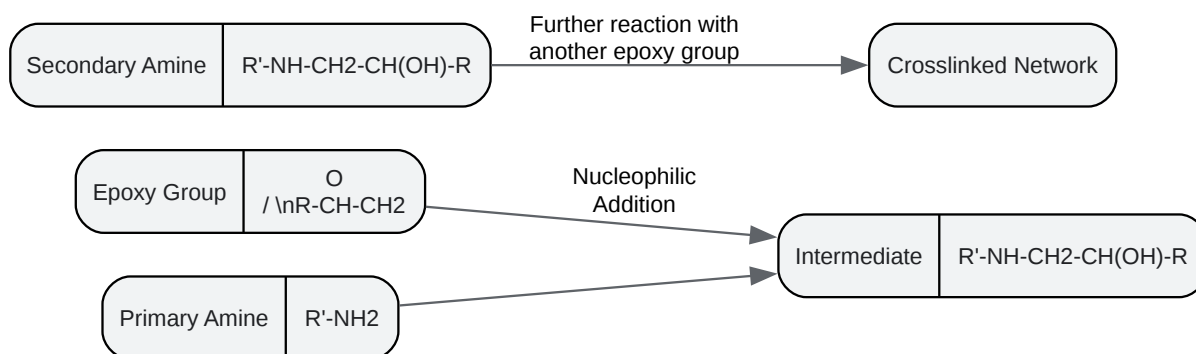 Secondary Amine
R'-NH-CH2-CH(OH)-R
Further reaction with
another epoxy group
Crosslinked Network
Epoxy Group
O
/ \nR-CH-CH2
Nucleophilic
Addition
Intermediate
R'-NH-CH2-CH(OH)-R
Primary Amine
R'-NH2